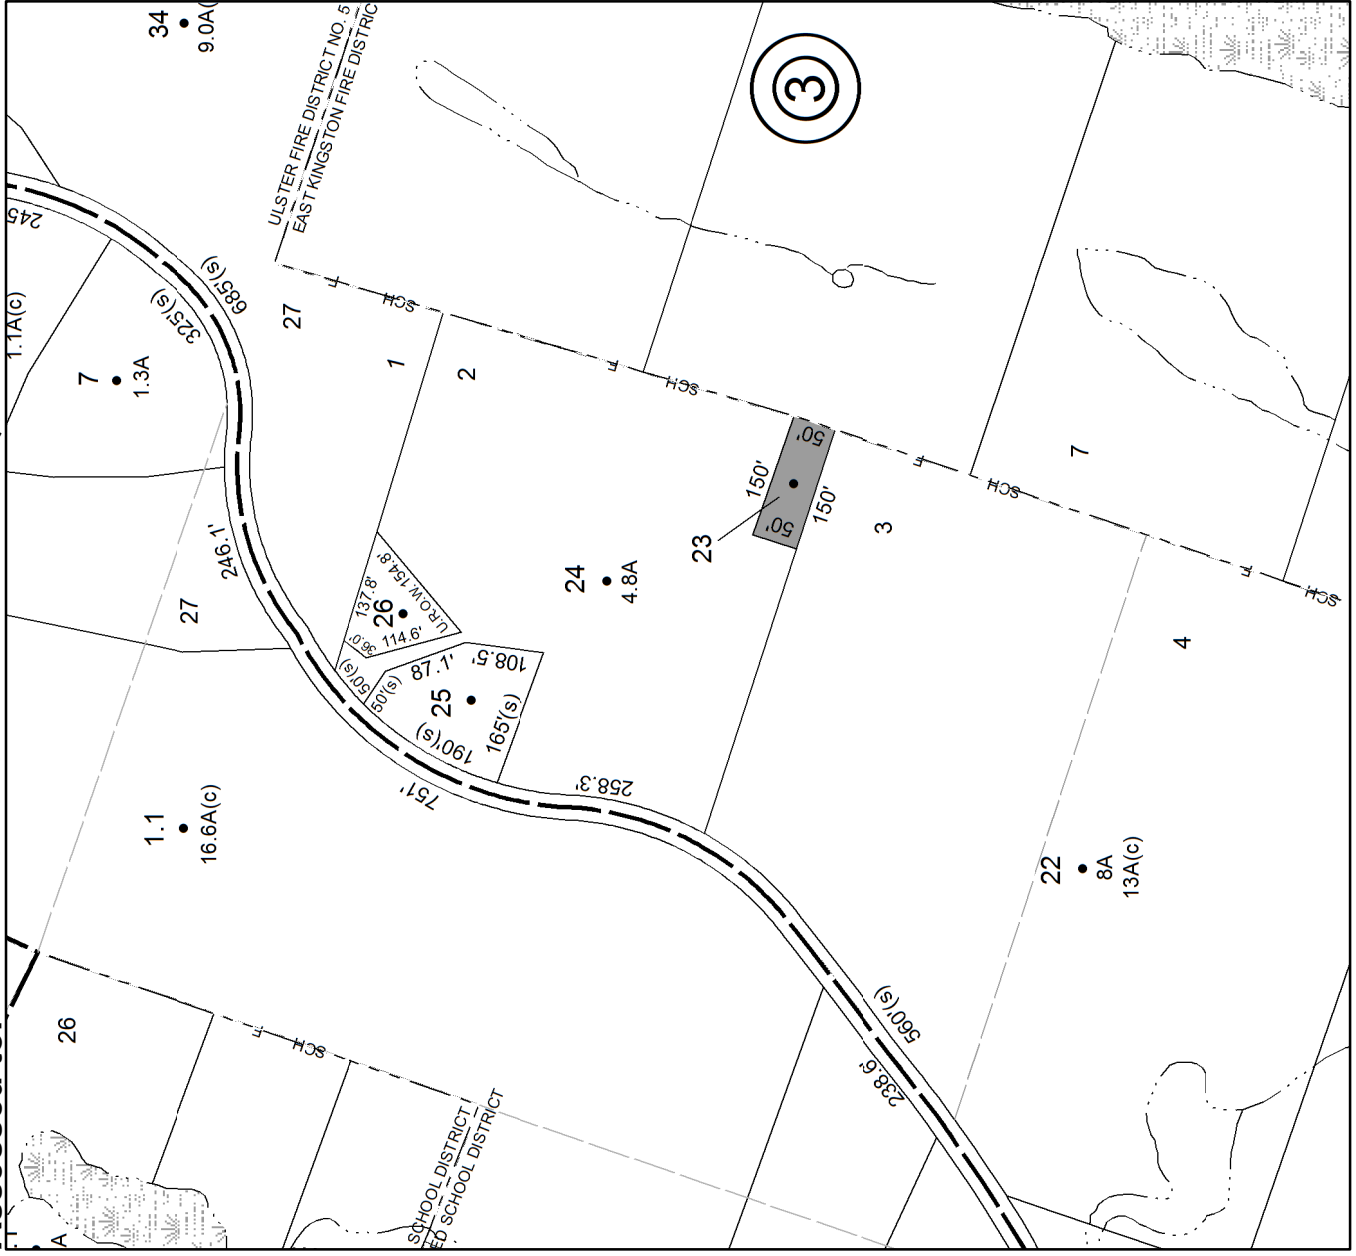 34
9.0A(
ULSTER FIRE DISTRICT NO. 5
EAST KINGSTON FIRE DISTRIC
3
245
1.1A(c)
7
1.3A
325'(s)
685'(s)
27
F
SCH
1
2
F
SCH
50'
150'
50'
150'
23
3
F
SCH
7
246.1'
27
137.8'
U.R.O.W. 154.8'
26
36.0'
114.6'
50'(s)
50'(s)
87.1'
108.5'
25
190'(s)
165'(s)
24
4.8A
F
SCH
4
751'
258.3'
1.1
16.6A(c)
22
8A
13A(c)
26
F
SCH
560'(s)
238.6'
SCHOOL DISTRICT
ED SCHOOL DISTRICT
A